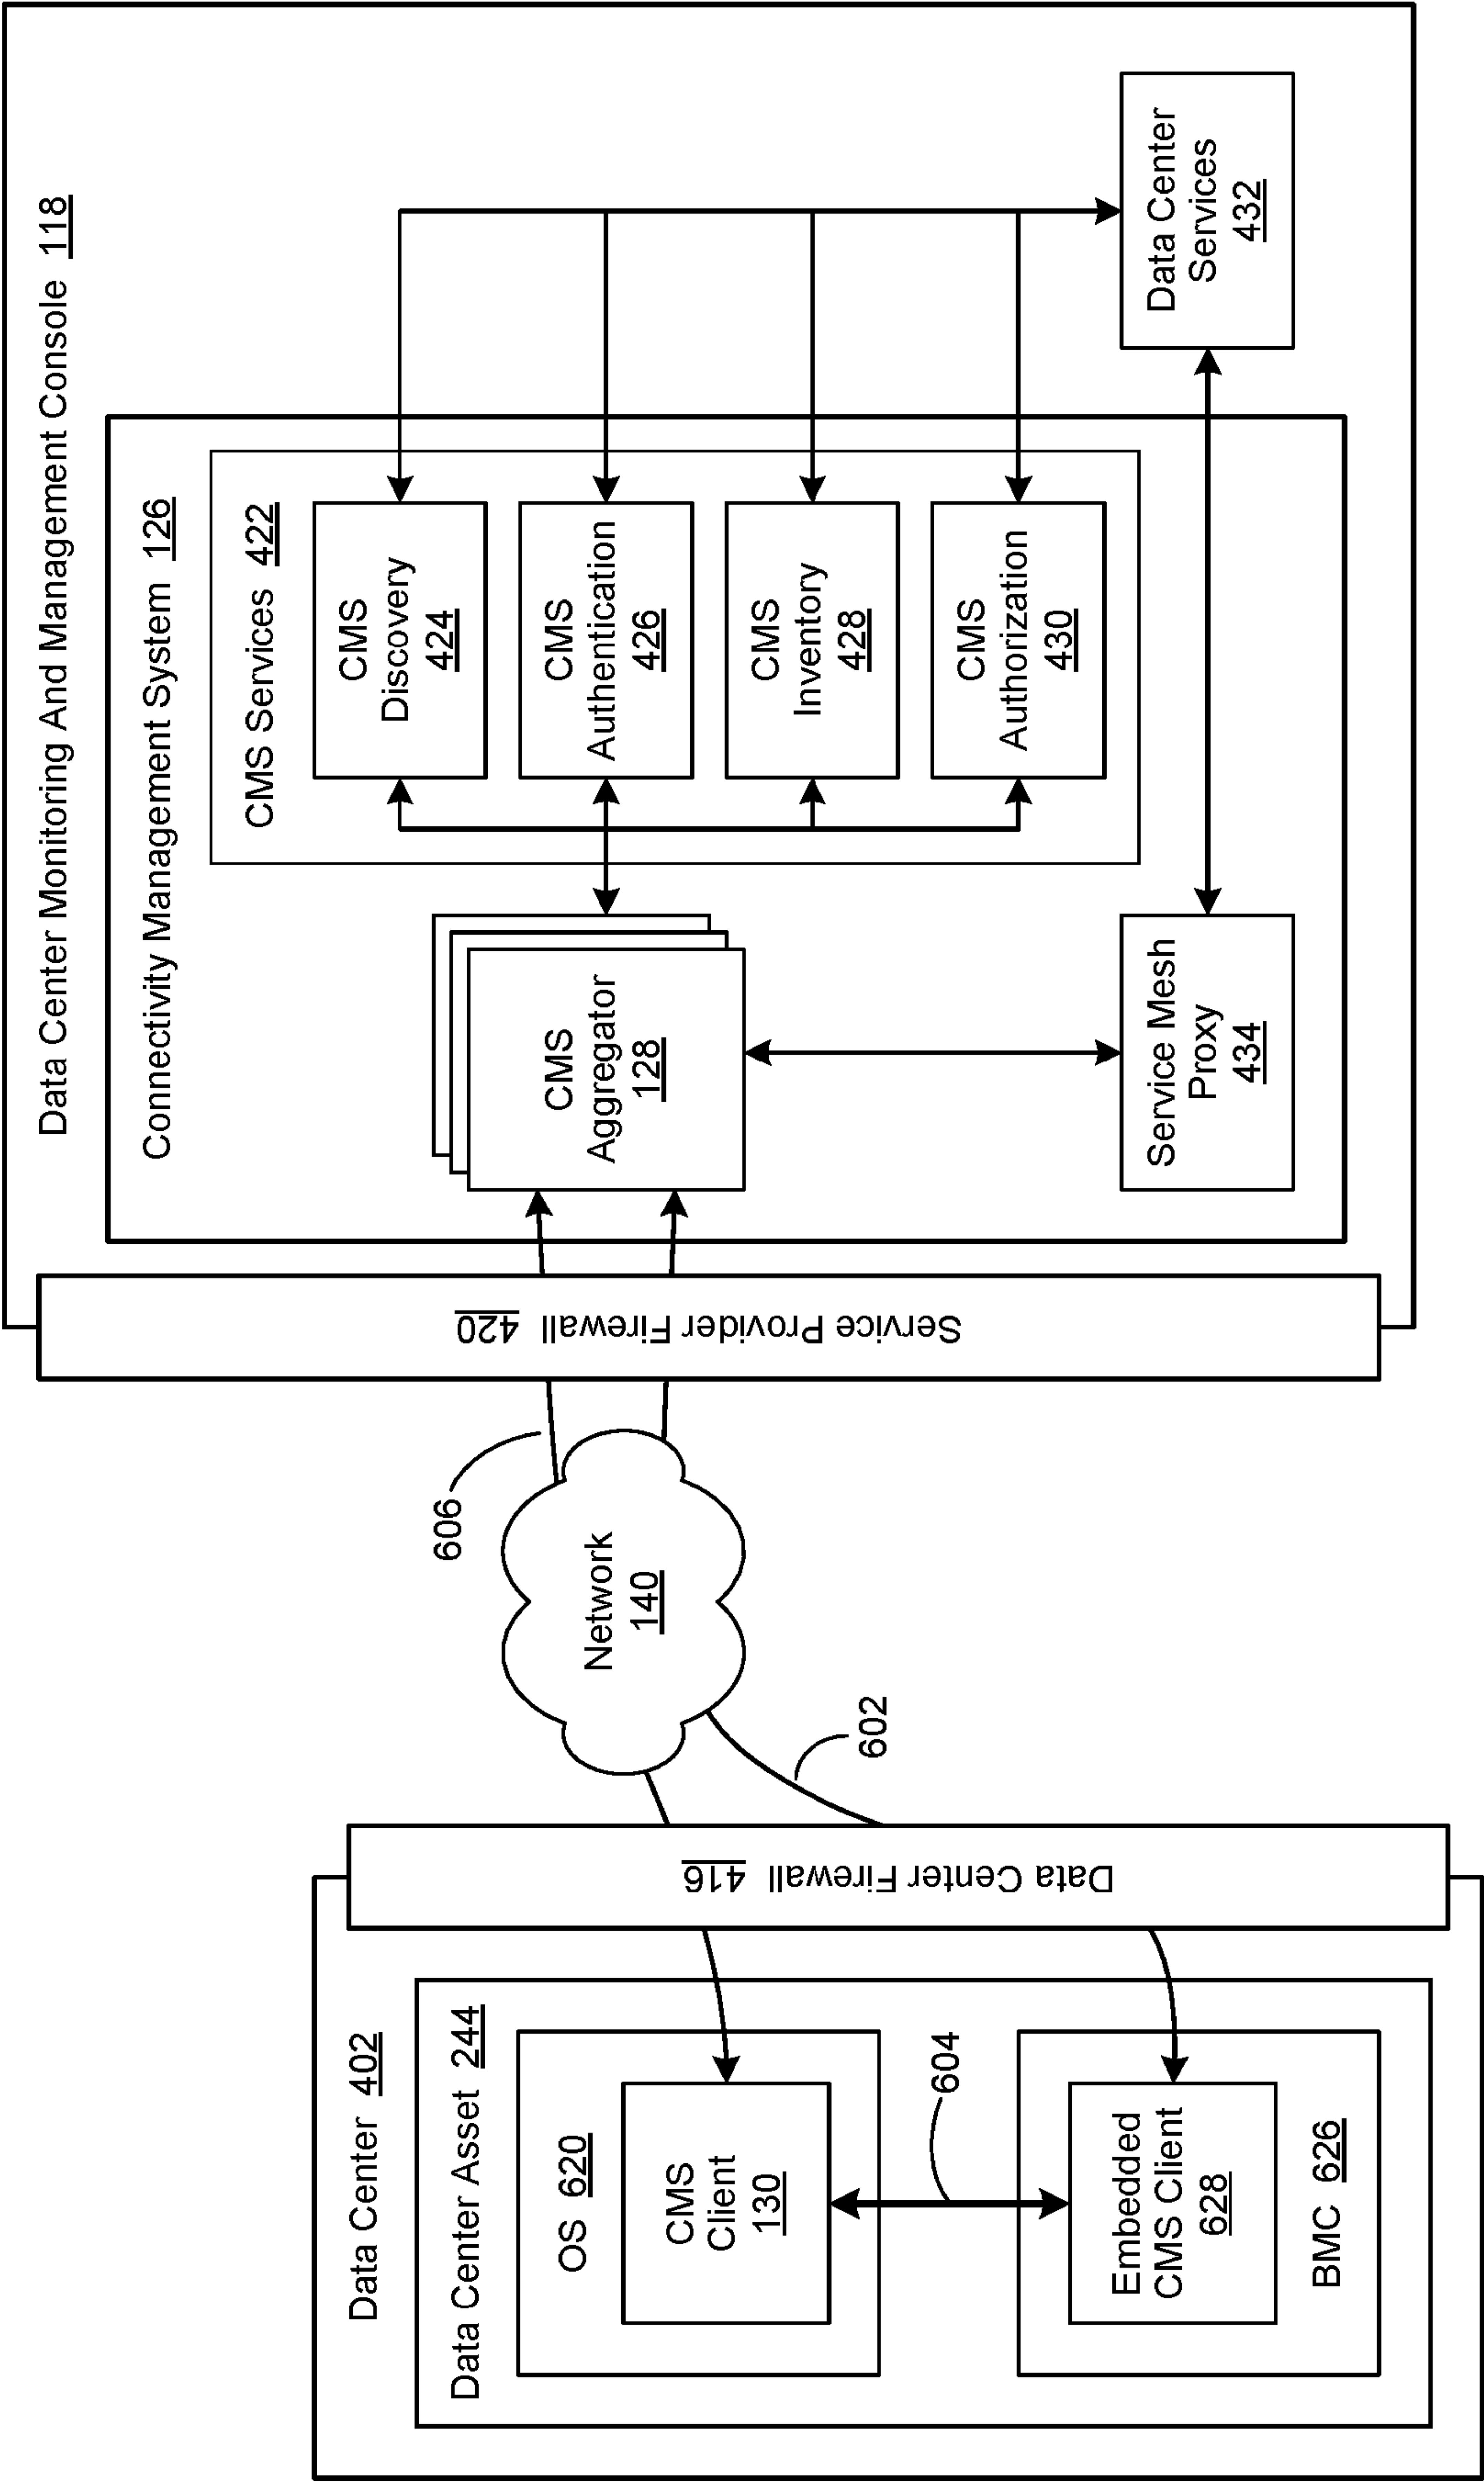 Data Center 402
Data Center Asset 244
OS 620
CMS
Client
130
604
Embedded
CMS Client
628
BMC 626
Data Center Firewall 416
602
Network
140
606
Service Provider Firewall 420
Data Center Monitoring And Management Console 118
Connectivity Management System 126
CMS
Aggregator
128
Service Mesh
Proxy
434
CMS Services 422
CMS
Discovery
424
CMS
Authentication
426
CMS
Inventory
428
CMS
Authorization
430
Data Center
Services
432